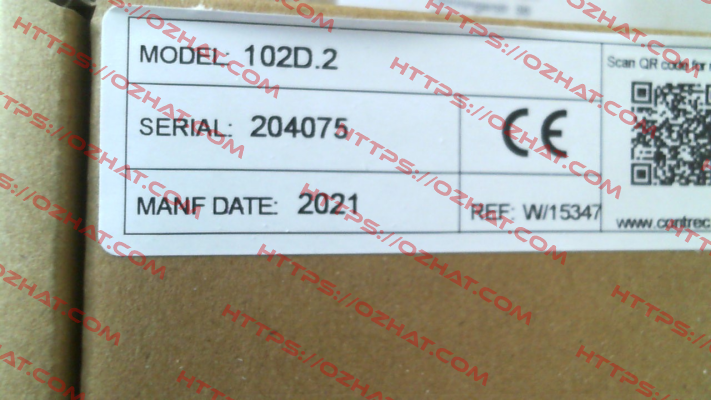 MODEL: 102D.2
SERIAL: 204075
MANF DATE: 2021
REF: W/15347
Scan QR code for
www.contrec
HTTPS://OZHAT.COM